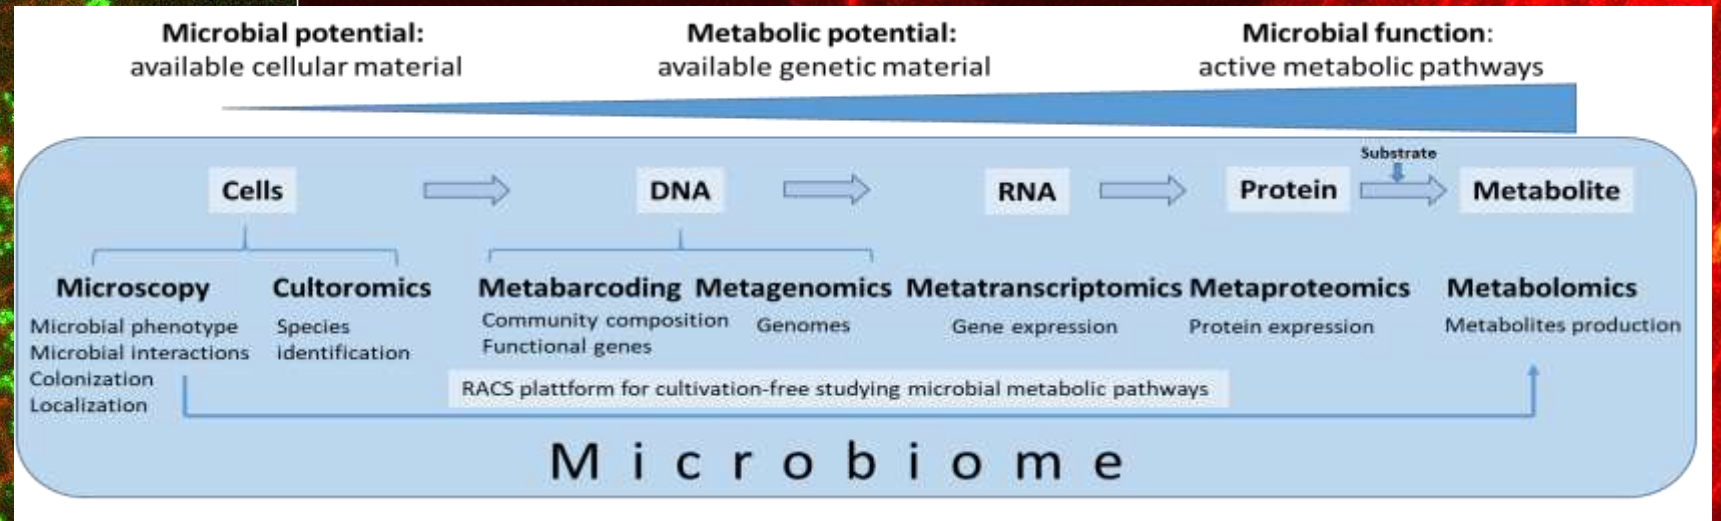 Microbial potential:
available cellular material
Metabolic potential:
available genetic material
Microbial function:
active metabolic pathways
Substrate
Cells
DNA
RNA
Protein
Metabolite
Microscopy
Microbial phenotype
Microbial interactions
Colonization
Localization
Cultoromics
Species
identification
Metabarcoding
Community composition
Functional genes
Metagenomics
Genomes
Metatranscriptomics
Gene expression
Metaproteomics
Protein expression
Metabolomics
Metabolites production
RACS plattform for cultivation-free studying microbial metabolic pathways
Microbiome